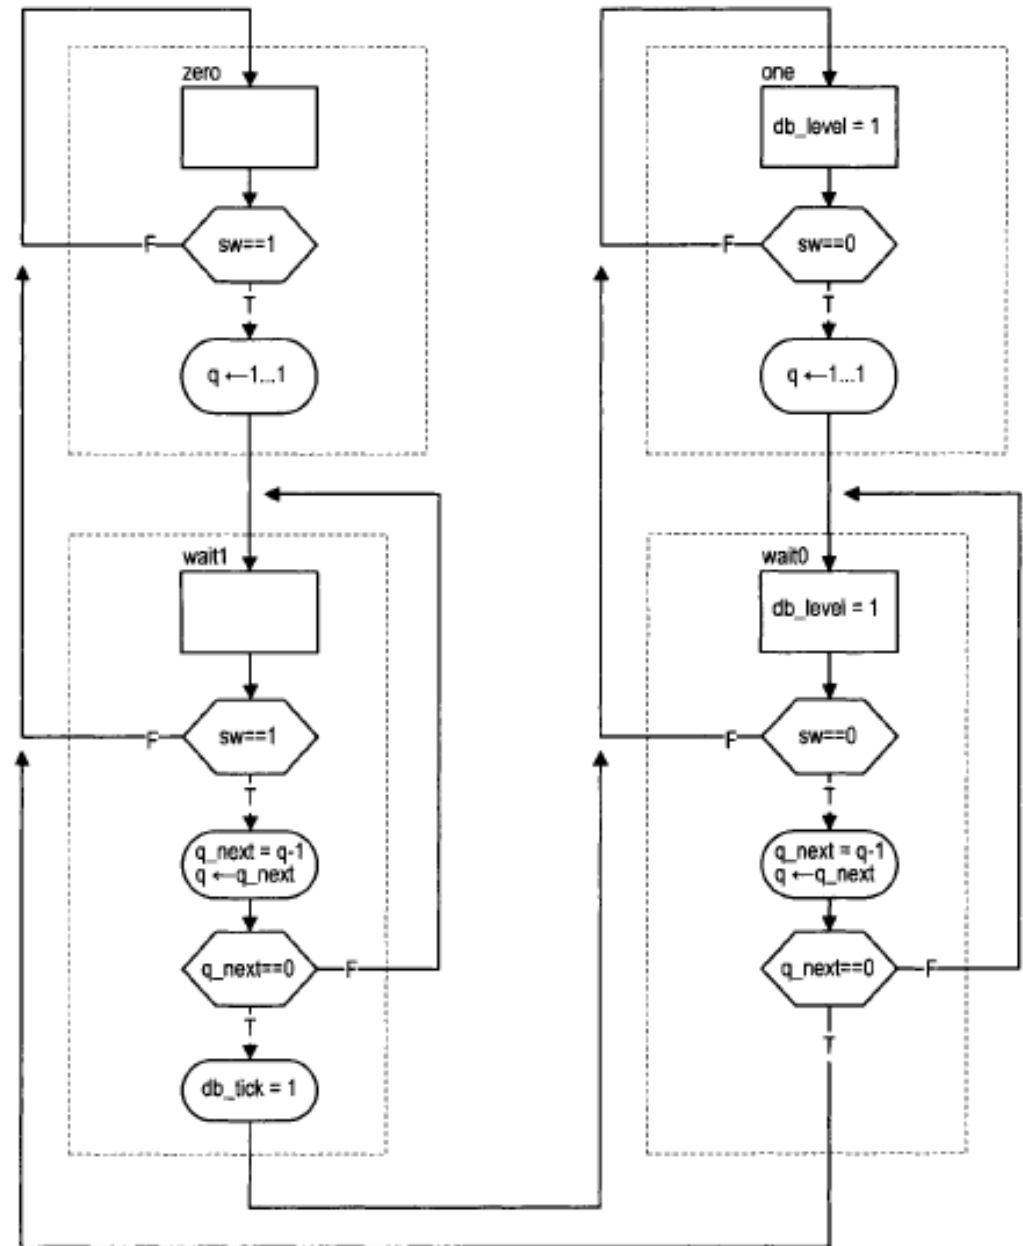 zero
sw==1
F
T
q ←1...1
wait1
sw==1
F
T
q_next = q-1
q ←q_next
q_next==0
F
T
db_tick = 1
one
db_level = 1
sw==0
F
T
q ←1...1
wait0
db_level = 1
sw==0
F
T
q_next = q-1
q ←q_next
q_next==0
F
T